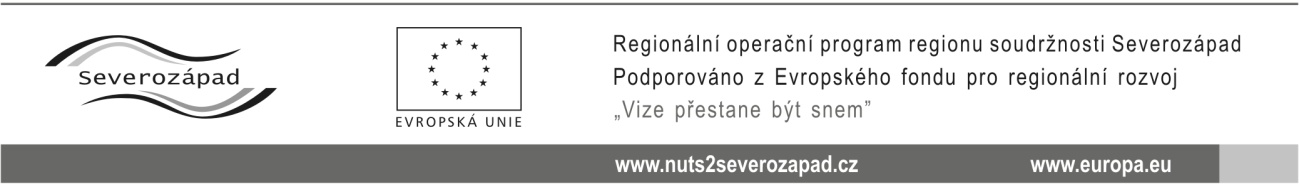 Severozápad
EVROPSKÁ UNIE
Regionální operační program regionu soudržnosti Severozápad
Podporováno z Evropského fondu pro regionální rozvoj
„Vize přestane být snem”
www.nuts2severozapad.cz
www.europa.eu